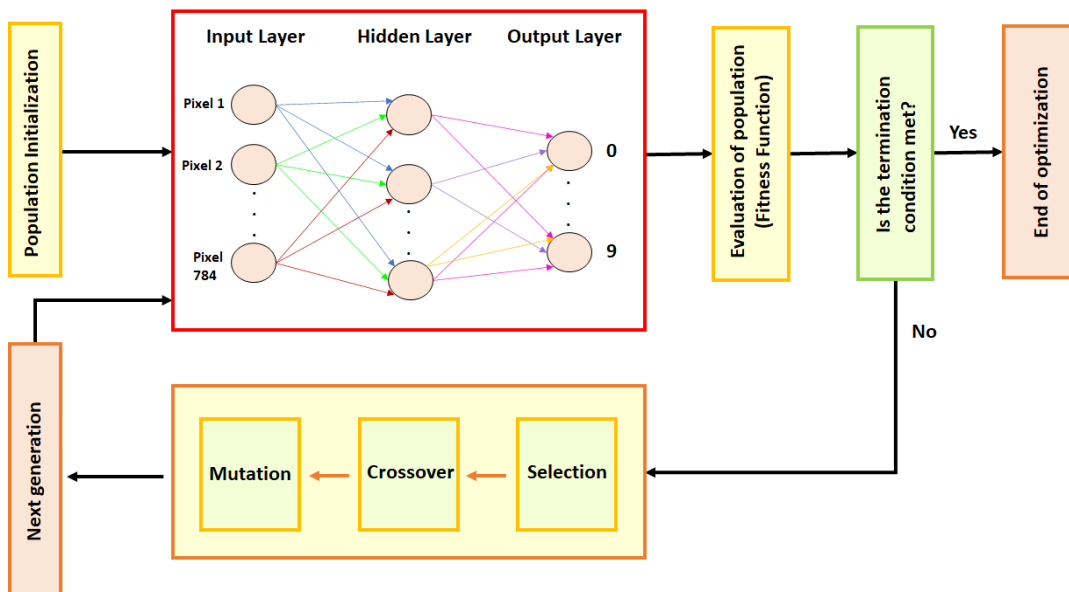 Population Initialization
Input Layer
Hidden Layer
Output Layer
Pixel 1
Pixel 2
Pixel
784
0
9
Evaluation of population
(Fitness Function)
Is the termination
condition met?
Yes
End of optimization
No
Next generation
Mutation
Crossover
Selection